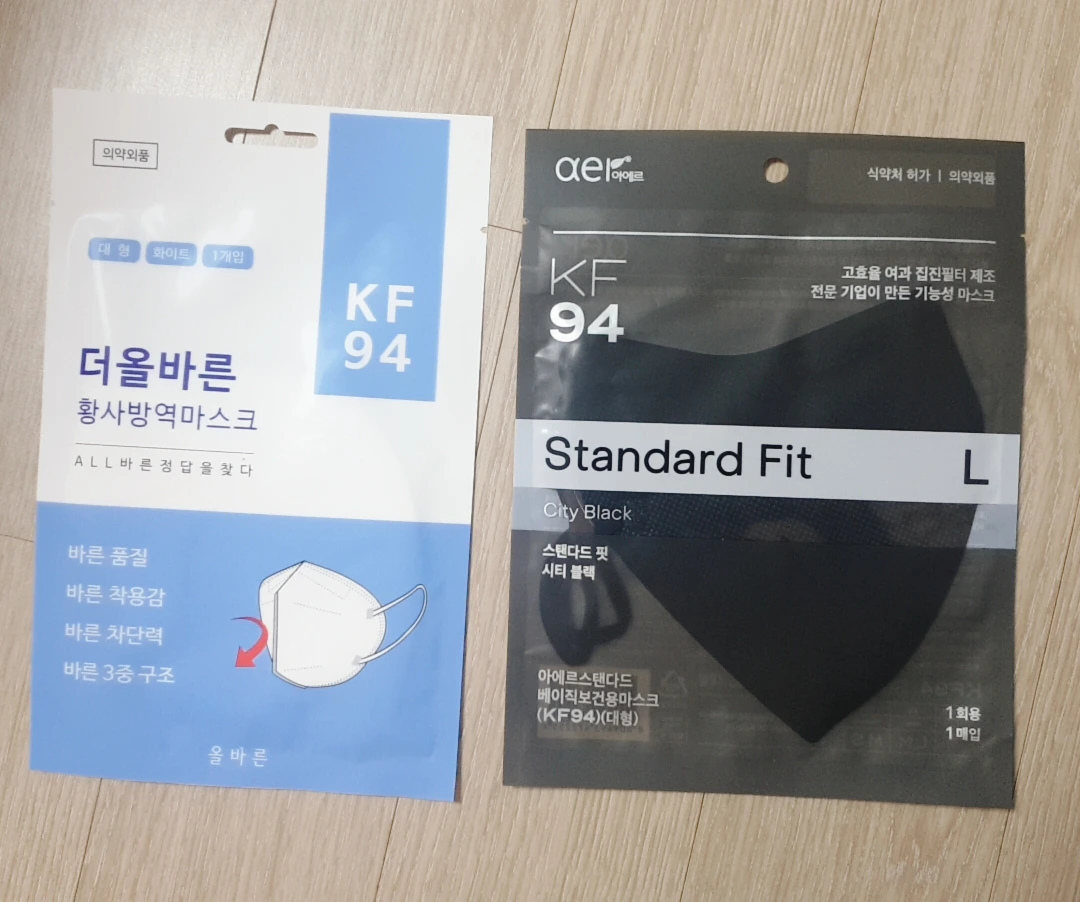 의약외품
대형 화이트 1개입
KF
94
더올바른
황사방역마스크
ALL바른정답을찾다
바른 품질
바른 착용감
바른 차단력
바른 3중 구조
올바른
aer 아에르
식약처 허가 | 의약외품
KF
94
고효율 여과 집진필터 제조
전문 기업이 만든 기능성 마스크
Standard Fit L
City Black
스탠다드 핏
시티 블랙
아에르스탠다드
베이직보건용마스크
(KF94)(대형)
1회용
1매입